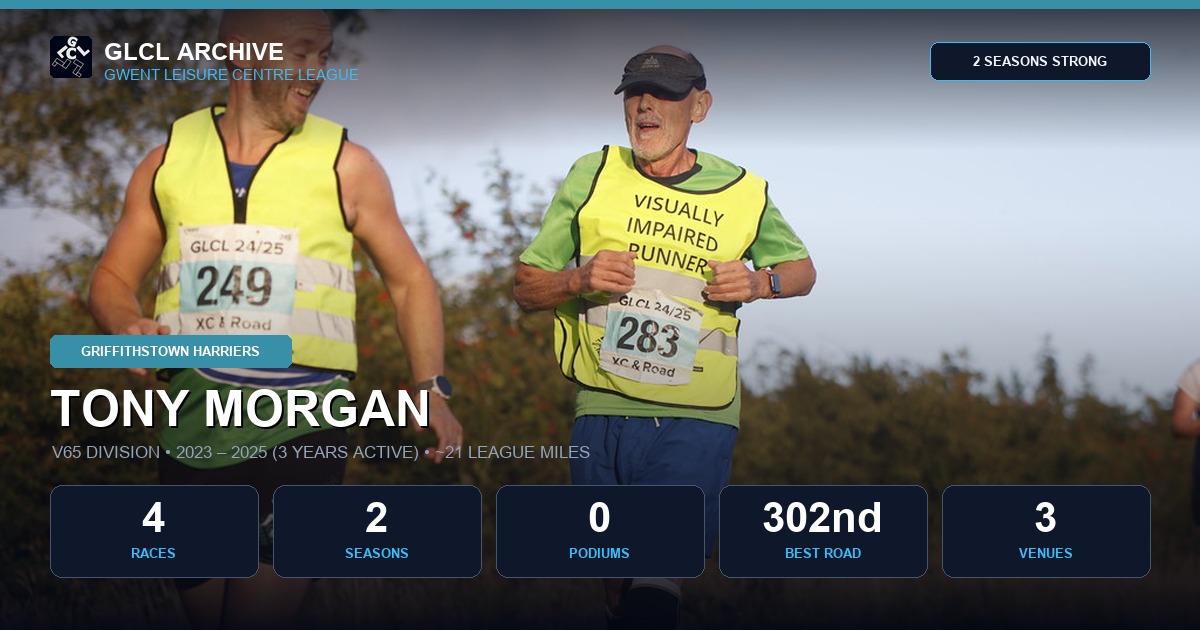 GLCL ARCHIVE
GWENT LEISURE CENTRE LEAGUE
2 SEASONS STRONG
VISUALLY
IMPAIRED
RUNNER
GLCL 24/25
249
XC & Road
GLCL 24/25
283
XC & Road
GRIFFITHSTOWN HARRIERS
TONY MORGAN
V65 DIVISION • 2023 – 2025 (3 YEARS ACTIVE) • ~21 LEAGUE MILES
4
RACES
2
SEASONS
0
PODIUMS
302nd
BEST ROAD
3
VENUES